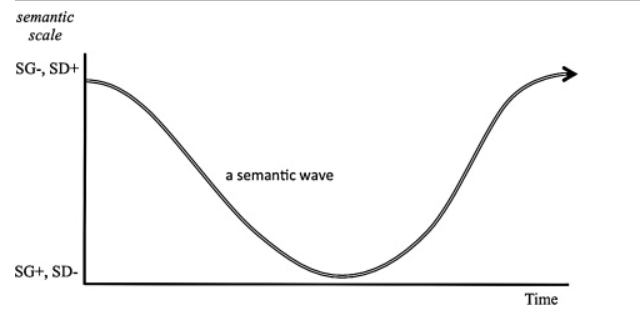 semantic
scale
SG-, SD+
a semantic wave
SG+, SD-
Time